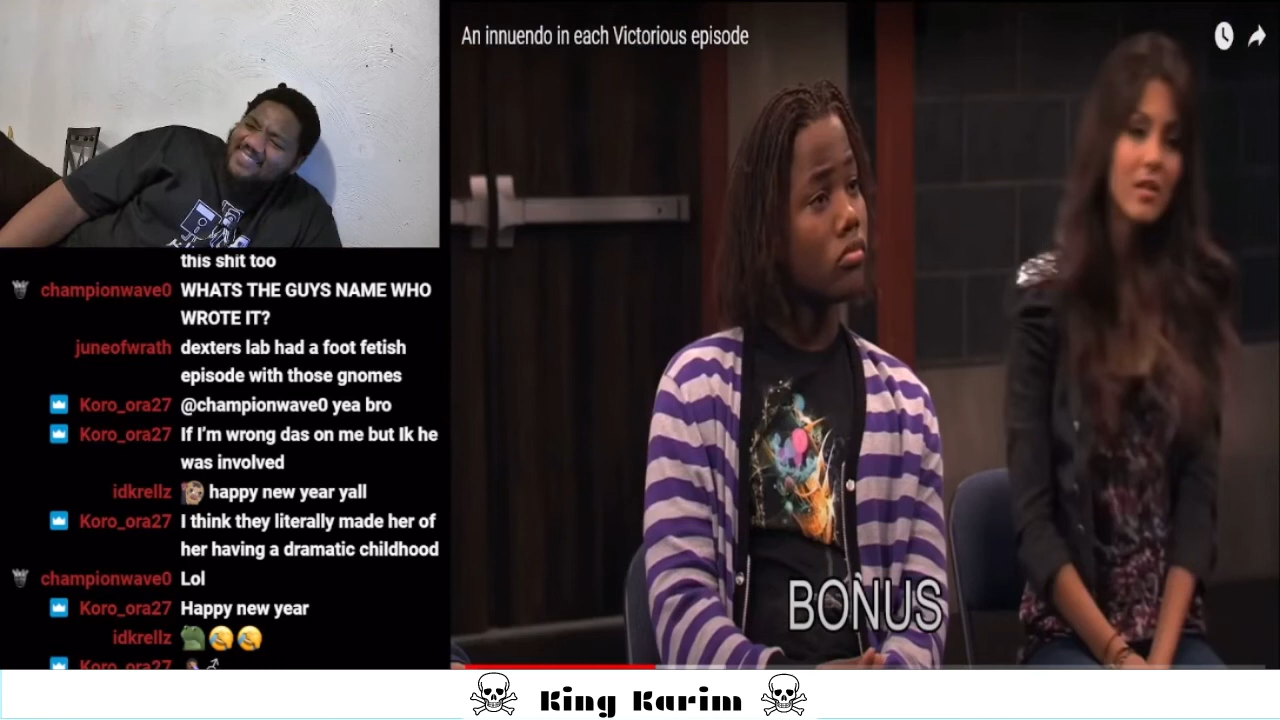 An innuendo in each Victorious episode
this shit too
championwave0 WHATS THE GUYS NAME WHO
WROTE IT?
juneofwrath dexters lab had a foot fetish
episode with those gnomes
Koro_ora27 @championwave0 yea bro
Koro_ora27 If I'm wrong das on me but Ik he
was involved
idkrellz happy new year yall
Koro_ora27 I think they literally made her of
her having a dramatic childhood
championwave0 Lol
Koro_ora27 Happy new year
idkrellz
Koro_ora27
BONUS
King Karim